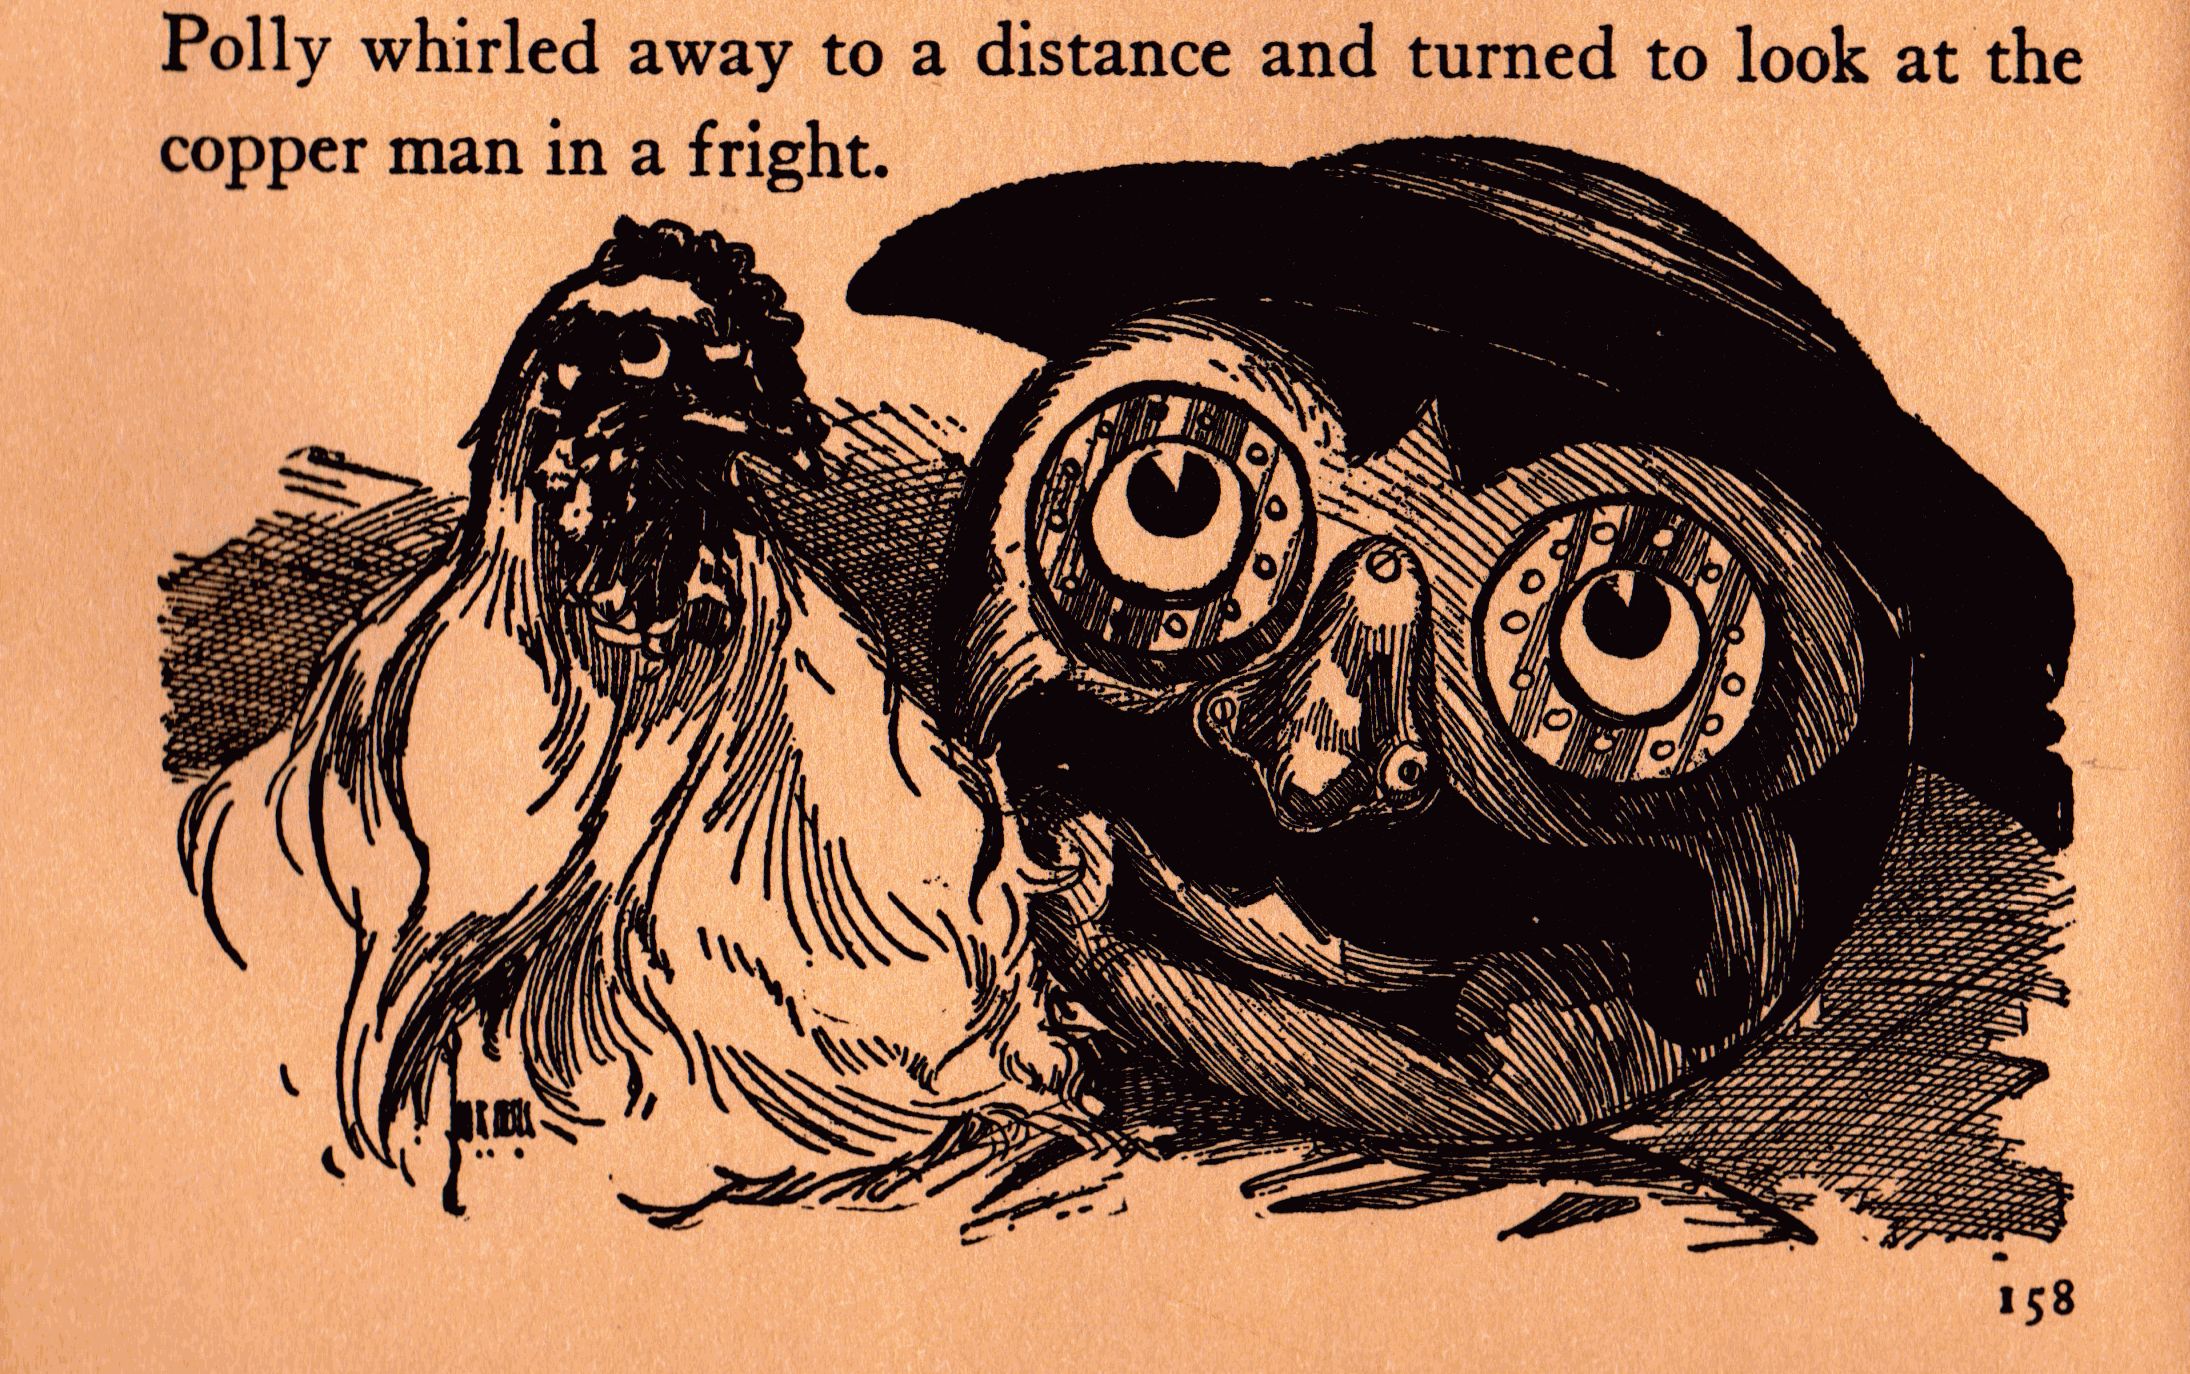 Polly whirled away to a distance and turned to look at the
copper man in a fright.
158